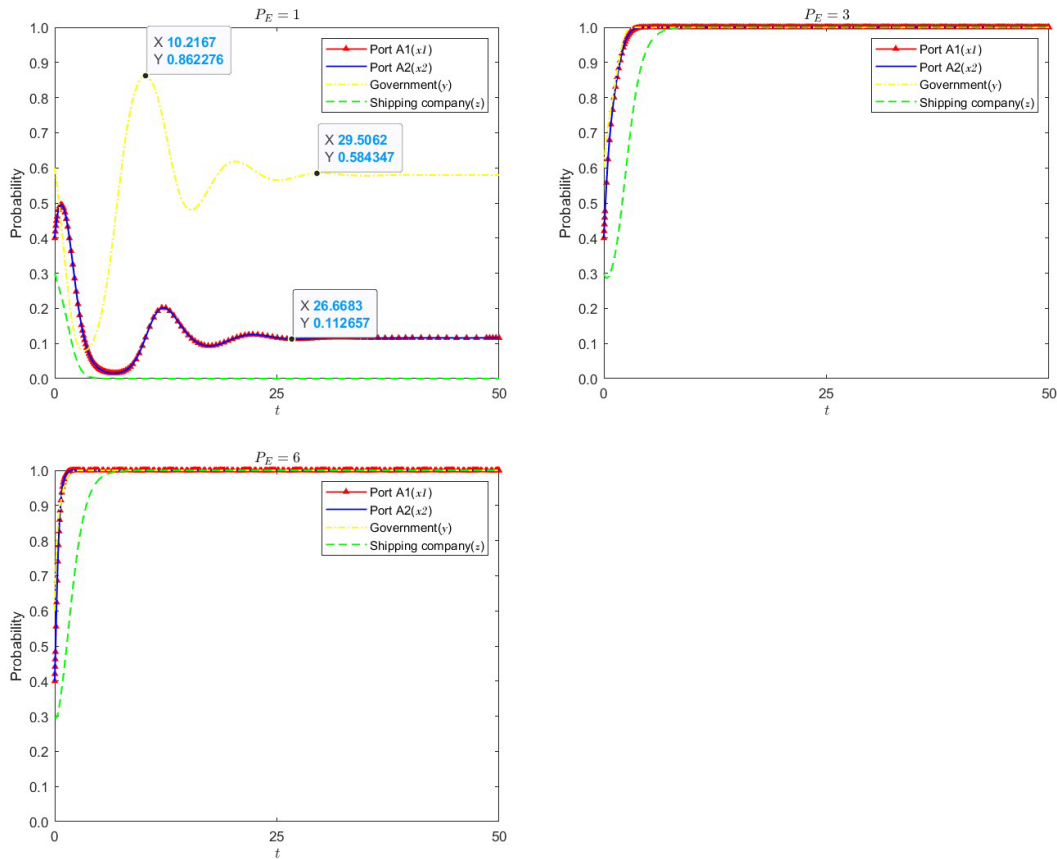 P_E = 1
1.0
0.9
0.8
0.7
0.6
0.5
0.4
0.3
0.2
0.1
0.0
Probability
X 10.2167
Y 0.862276
Port A1(x1)
Port A2(x2)
Government(y)
Shipping company(z)
X 29.5062
Y 0.584347
X 26.6683
Y 0.112657
0
25
50
t
P_E = 3
1.0
0.9
0.8
0.7
0.6
0.5
0.4
0.3
0.2
0.1
0.0
Probability
Port A1(x1)
Port A2(x2)
Government(y)
Shipping company(z)
0
25
50
t
P_E = 6
1.0
0.9
0.8
0.7
0.6
0.5
0.4
0.3
0.2
0.1
0.0
Probability
Port A1(x1)
Port A2(x2)
Government(y)
Shipping company(z)
0
25
50
t